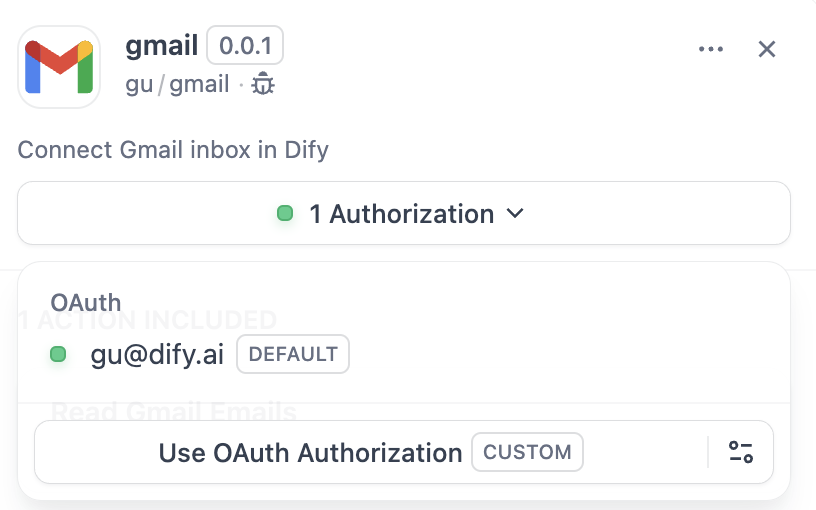 gmail 0.0.1
gu / gmail ·
Connect Gmail inbox in Dify
1 Authorization
OAuth
1 ACTION INCLUDED
gu@dify.ai DEFAULT
Read Gmail Emails
Use OAuth Authorization CUSTOM